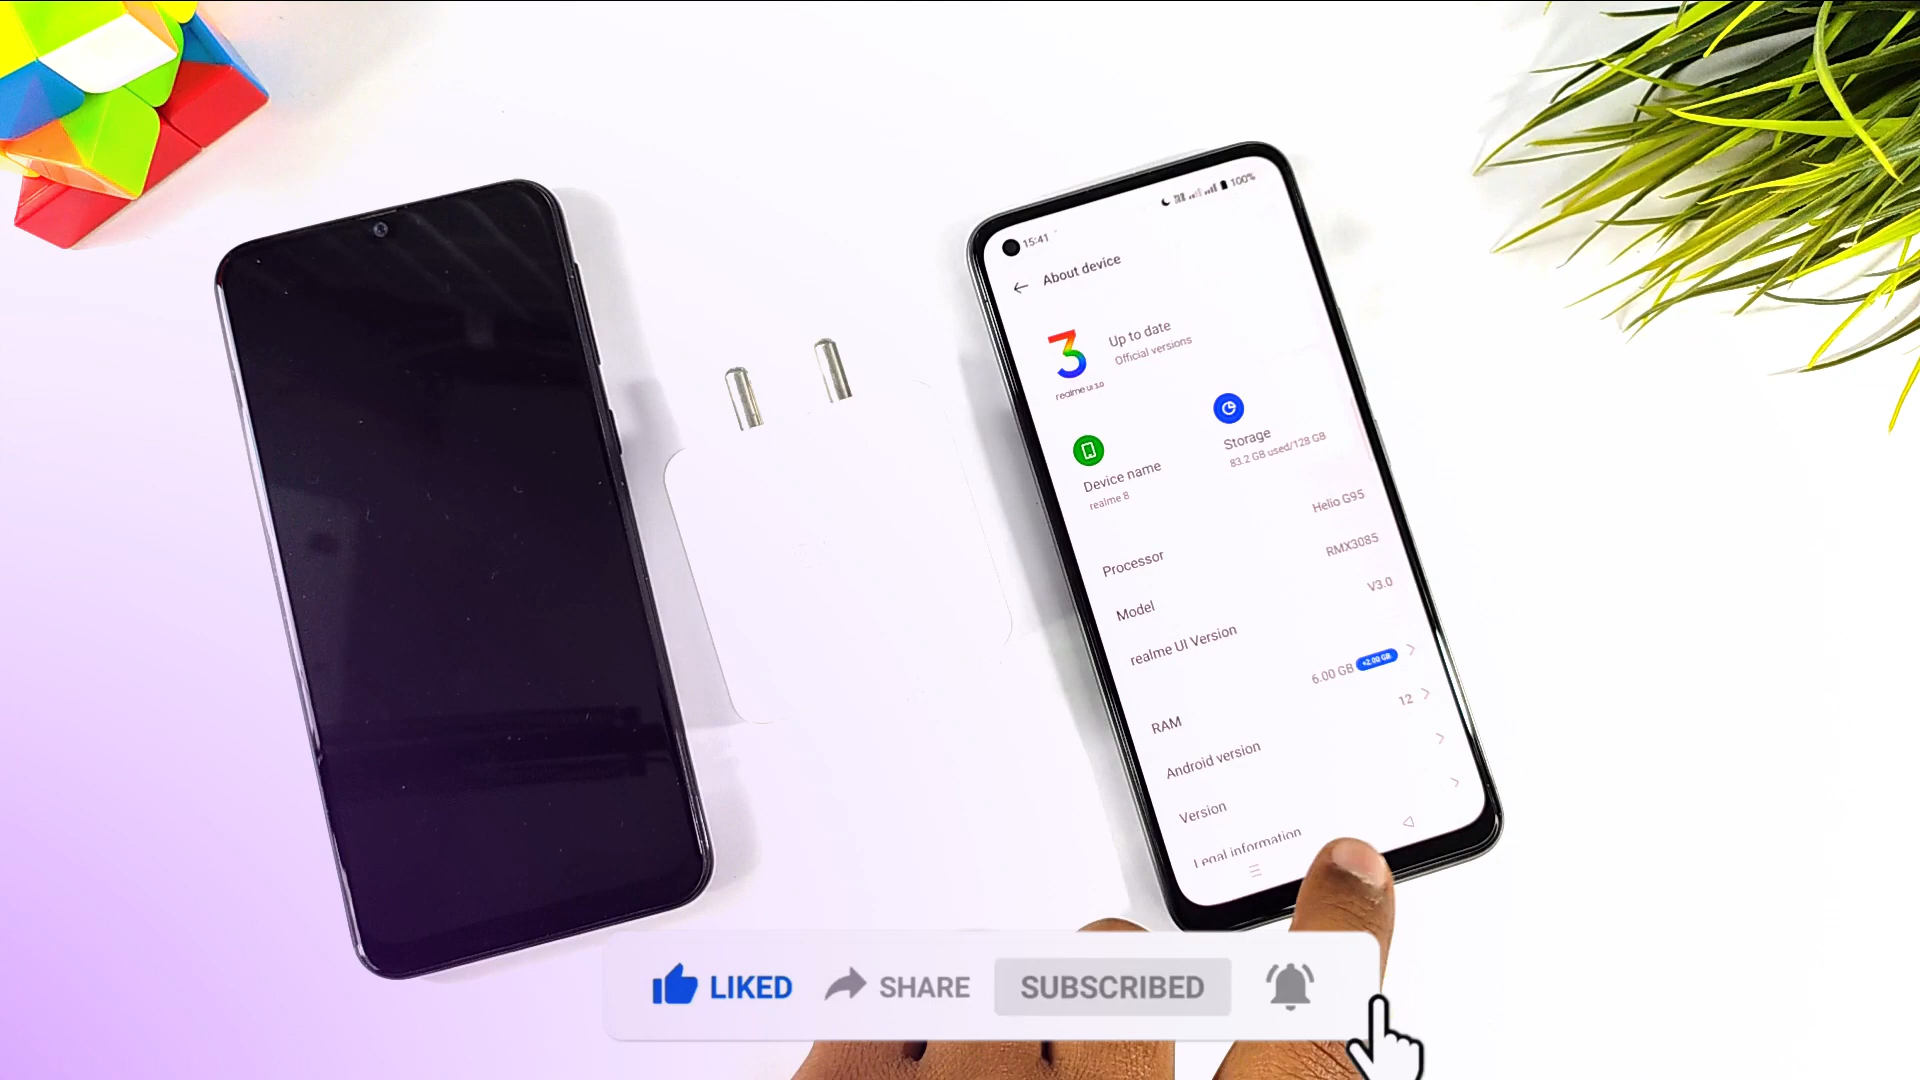 15:41
100%
About device
3
realme UI 3.0
Up to date
Official versions
Device name
realme 8
Storage
83.2 GB used/128 GB
Processor
Helio G95
Model
RMX3085
realme UI Version
V3.0
RAM
6.00 GB +2.00 GB
Android version
12
Version
Legal information
LIKED SHARE SUBSCRIBED